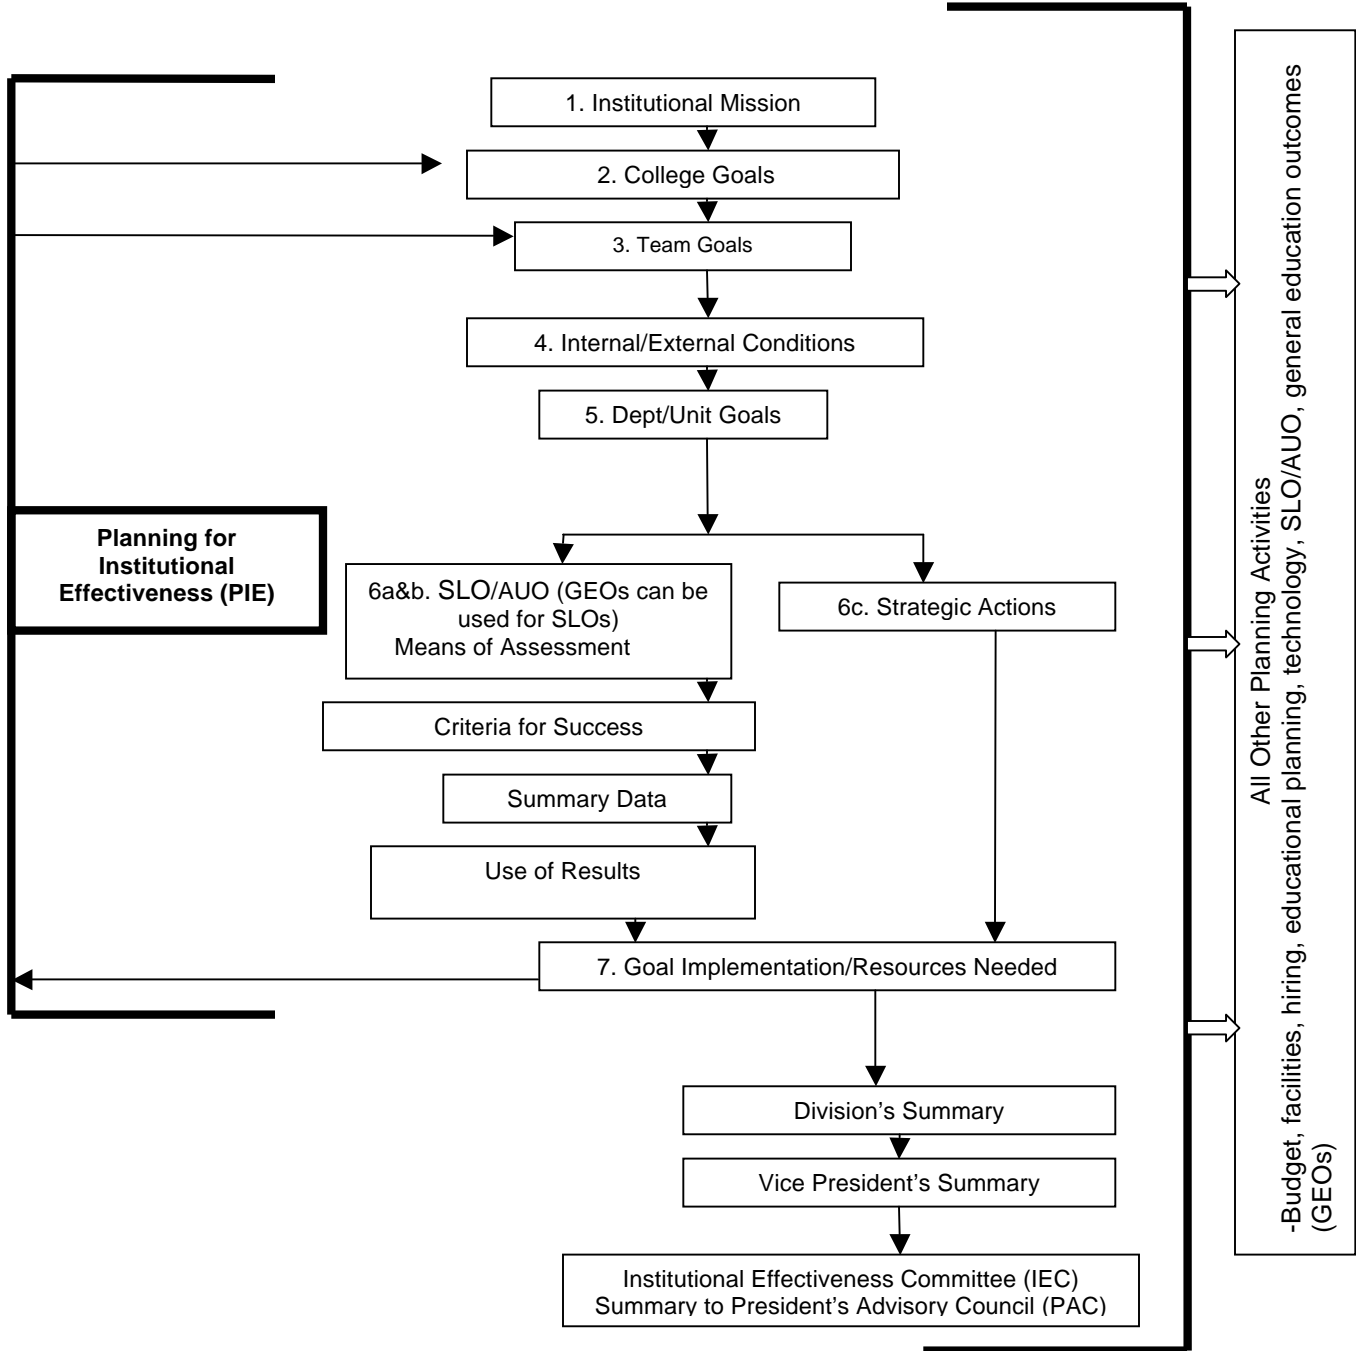 1. Institutional Mission
2. College Goals
3. Team Goals
4. Internal/External Conditions
5. Dept/Unit Goals
Planning for
Institutional
Effectiveness (PIE)
6a&b. SLO/AUO (GEOs can be
used for SLOs)
Means of Assessment
6c. Strategic Actions
Criteria for Success
Summary Data
Use of Results
7. Goal Implementation/Resources Needed
Division’s Summary
Vice President’s Summary
Institutional Effectiveness Committee (IEC)
Summary to President’s Advisory Council (PAC)
All Other Planning Activities
-Budget, facilities, hiring, educational planning, technology, SLO/AUO, general education outcomes
(GEOs)